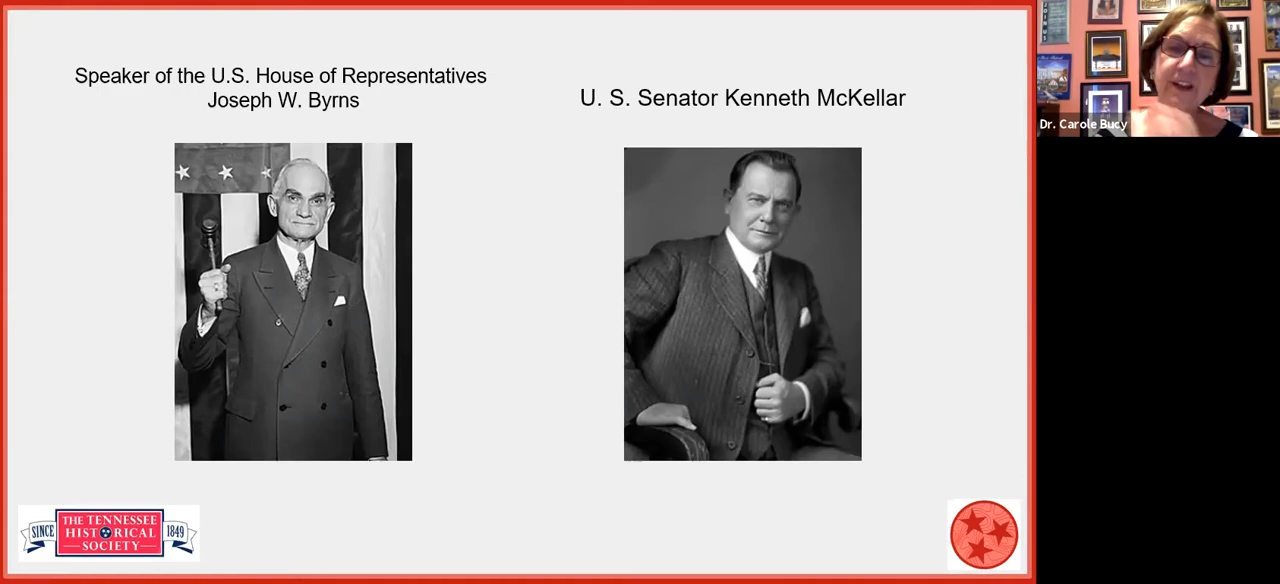 Speaker of the U.S. House of Representatives
Joseph W. Byrns
U. S. Senator Kenneth McKellar
Dr. Carole Bucy
SINCE
THE TENNESSEE
HISTORICAL
SOCIETY
1849